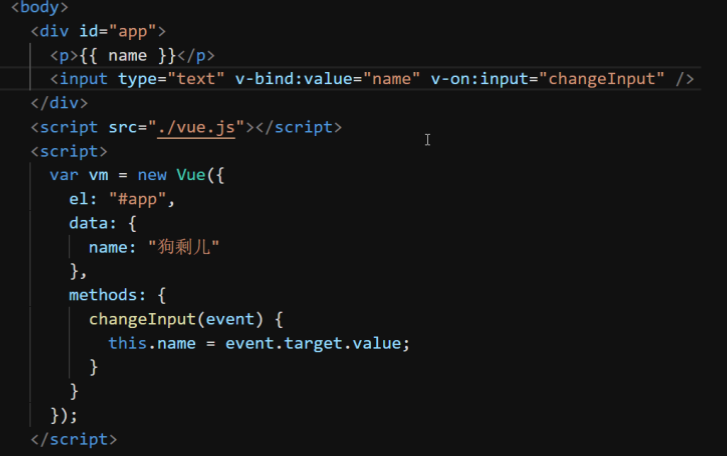 <body>
<div id="app">
<p>{{ name }}</p>
<input type="text" v-bind:value="name" v-on:input="changeInput" />
</div>
<script src="./vue.js"></script>
<script>
var vm = new Vue({
el: "#app",
data: {
name: "狗剩儿"
},
methods: {
changeInput(event) {
this.name = event.target.value;
}
}
});
</script>